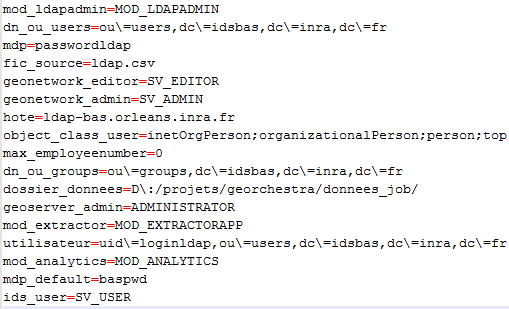 mod_ldapadmin=MOD_LDAPADMIN
dn_ou_users=ou\=users,dc\=idsbas,dc\=inra,dc\=fr
mdp=passwordldap
fic_source=ldap.csv
geonetwork_editor=SV_EDITOR
geonetwork_admin=SV_ADMIN
hote=ldap-bas.orleans.inra.fr
object_class_user=inetOrgPerson;organizationalPerson;person;top
max_employeenumber=0
dn_ou_groups=ou\=groups,dc\=idsbas,dc\=inra,dc\=fr
dossier_donnees=D\:/projets/georchestra/donnees_job/
geoserver_admin=ADMINISTRATOR
mod_extractor=MOD_EXTRACTORAPP
utilisateur=uid\=loginldap,ou\=users,dc\=idsbas,dc\=inra,dc\=fr
mod_analytics=MOD_ANALYTICS
mdp_default=baspwd
ids_user=SV_USER